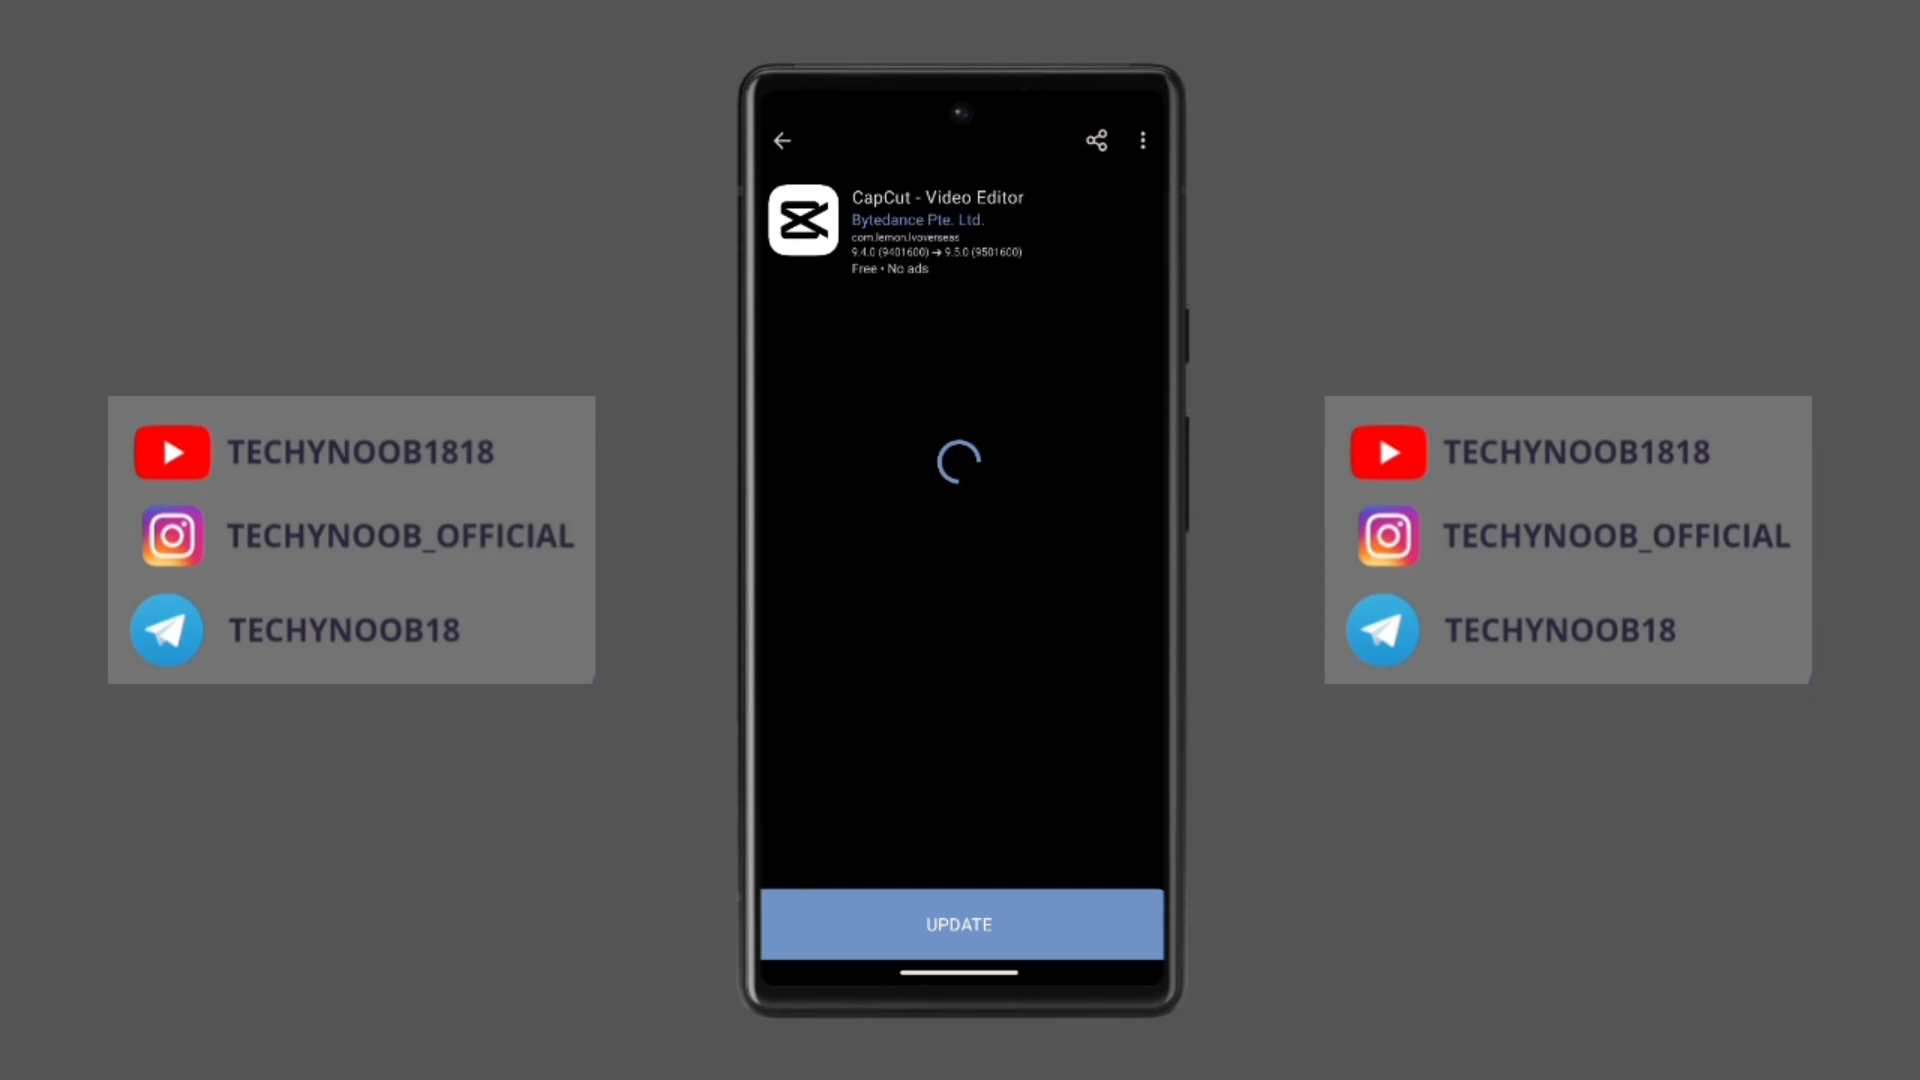 CapCut - Video Editor
Bytedance Pte. Ltd.
com.lemon.lvoverseas
9.4.0 (9401600) → 9.5.0 (9501600)
Free • No ads
UPDATE
TECHYNOOB1818
TECHYNOOB_OFFICIAL
TECHYNOOB18
TECHYNOOB1818
TECHYNOOB_OFFICIAL
TECHYNOOB18